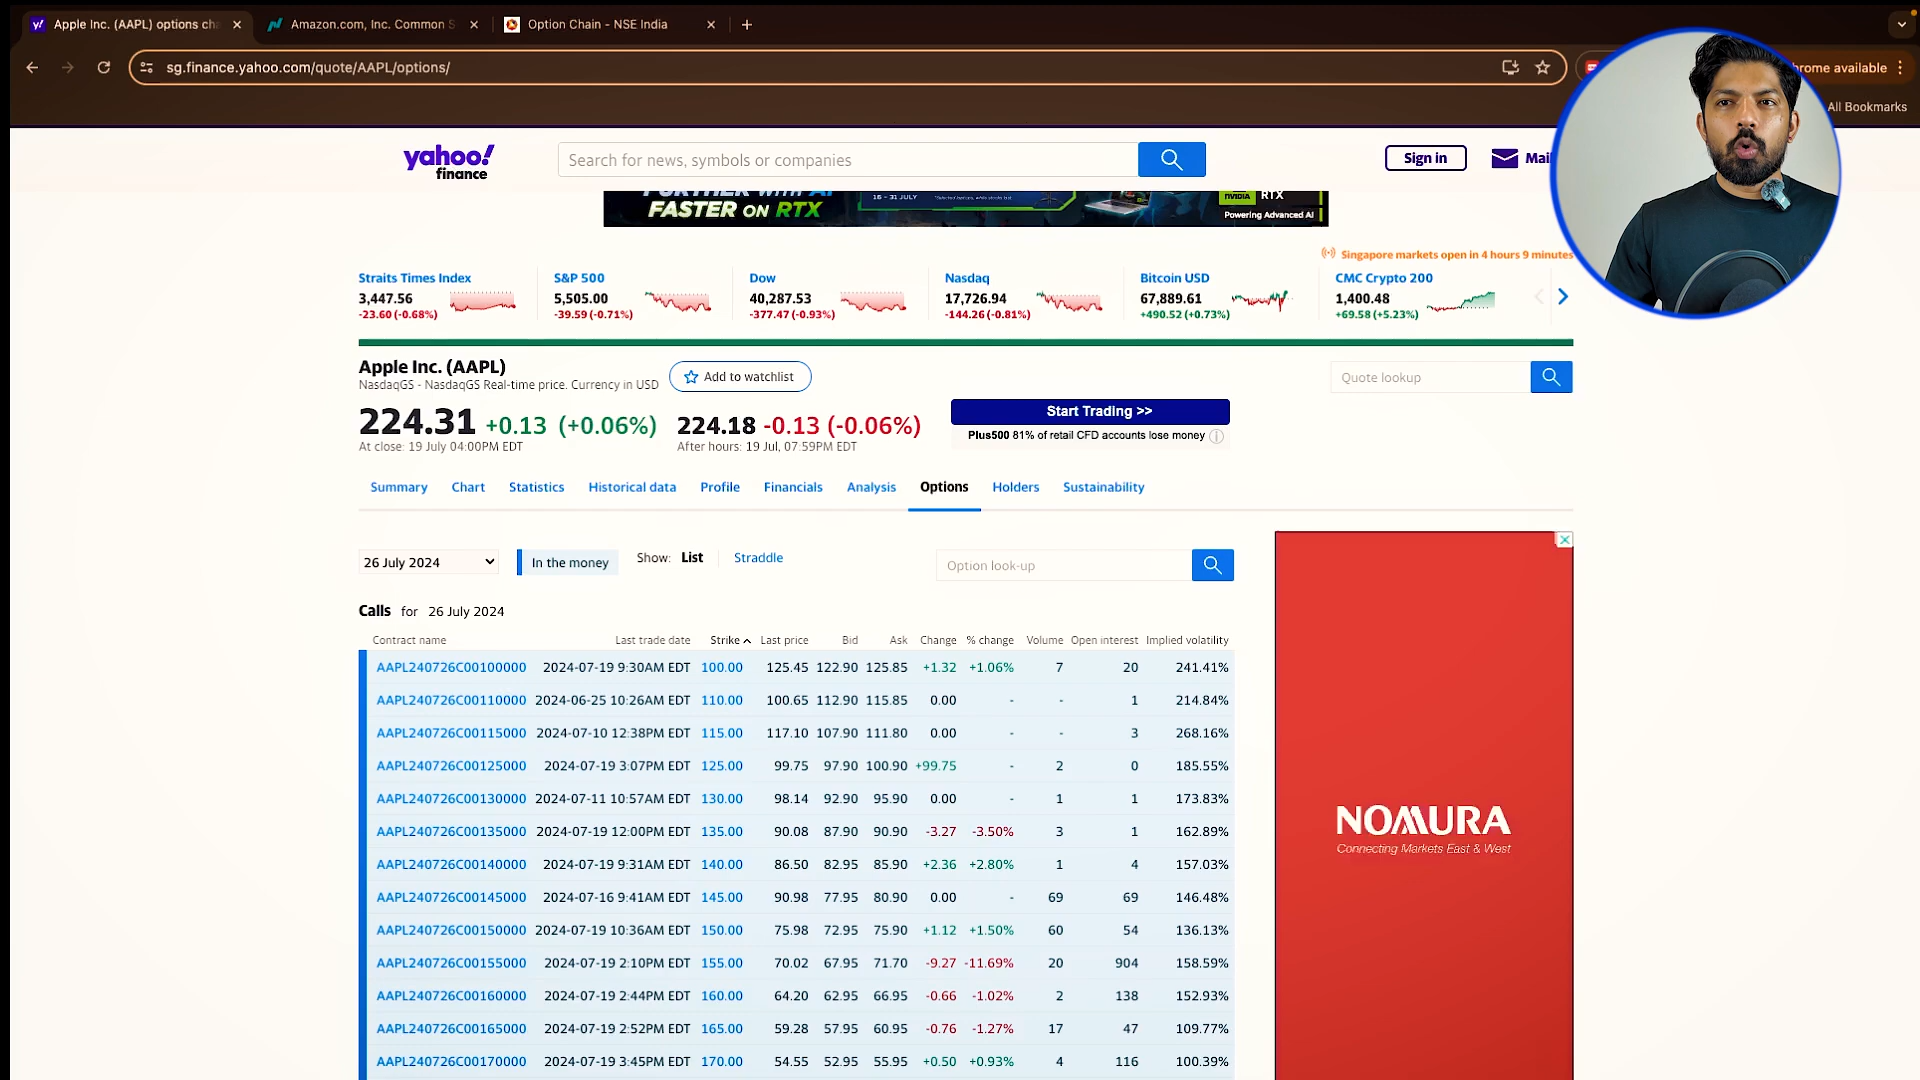 Apple Inc. (AAPL) options ch
Amazon.com, Inc. Common S
Option Chain - NSE India
sg.finance.yahoo.com/quote/AAPL/options/
hrome available
All Bookmarks
yahoo!
finance
Search for news, symbols or companies
Sign in
Mail
FURTHER WITH AI
FASTER ON RTX
16 - 31 JULY
NVIDIA RTX
Powering Advanced AI
Singapore markets open in 4 hours 9 minutes
Straits Times Index
3,447.56
-23.60 (-0.68%)
S&P 500
5,505.00
-39.59 (-0.71%)
Dow
40,287.53
-377.47 (-0.93%)
Nasdaq
17,726.94
-144.26 (-0.81%)
Bitcoin USD
67,889.61
+490.52 (+0.73%)
CMC Crypto 200
1,400.48
+69.58 (+5.23%)
Apple Inc. (AAPL)
NasdaqGS - NasdaqGS Real-time price. Currency in USD
Add to watchlist
Quote lookup
224.31 +0.13 (+0.06%)
At close: 19 July 04:00PM EDT
224.18 -0.13 (-0.06%)
After hours: 19 Jul, 07:59PM EDT
Start Trading >>
Plus500 81% of retail CFD accounts lose money
Summary Chart Statistics Historical data Profile Financials Analysis Options Holders Sustainability
26 July 2024 In the money Show: List Straddle Option look-up
Calls for 26 July 2024
Contract name Last trade date Strike Last price Bid Ask Change % change Volume Open interest Implied volatility
AAPL240726C00100000 2024-07-19 9:30AM EDT 100.00 125.45 122.90 125.85 +1.32 +1.06% 7 20 241.41%
AAPL240726C00110000 2024-06-25 10:26AM EDT 110.00 100.65 112.90 115.85 0.00 - - 1 214.84%
AAPL240726C00115000 2024-07-10 12:38PM EDT 115.00 117.10 107.90 111.80 0.00 - - 3 268.16%
AAPL240726C00125000 2024-07-19 3:07PM EDT 125.00 99.75 97.90 100.90 +99.75 - 2 0 185.55%
AAPL240726C00130000 2024-07-11 10:57AM EDT 130.00 98.14 92.90 95.90 0.00 - 1 1 173.83%
AAPL240726C00135000 2024-07-19 12:00PM EDT 135.00 90.08 87.90 90.90 -3.27 -3.50% 3 1 162.89%
AAPL240726C00140000 2024-07-19 9:31AM EDT 140.00 86.50 82.95 85.90 +2.36 +2.80% 1 4 157.03%
AAPL240726C00145000 2024-07-16 9:41AM EDT 145.00 90.98 77.95 80.90 0.00 - 69 69 146.48%
AAPL240726C00150000 2024-07-19 10:36AM EDT 150.00 75.98 72.95 75.90 +1.12 +1.50% 60 54 136.13%
AAPL240726C00155000 2024-07-19 2:10PM EDT 155.00 70.02 67.95 71.70 -9.27 -11.69% 20 904 158.59%
AAPL240726C00160000 2024-07-19 2:44PM EDT 160.00 64.20 62.95 66.95 -0.66 -1.02% 2 138 152.93%
AAPL240726C00165000 2024-07-19 2:52PM EDT 165.00 59.28 57.95 60.95 -0.76 -1.27% 17 47 109.77%
AAPL240726C00170000 2024-07-19 3:45PM EDT 170.00 54.55 52.95 55.95 +0.50 +0.93% 4 116 100.39%
NOMURA
Connecting Markets East & West